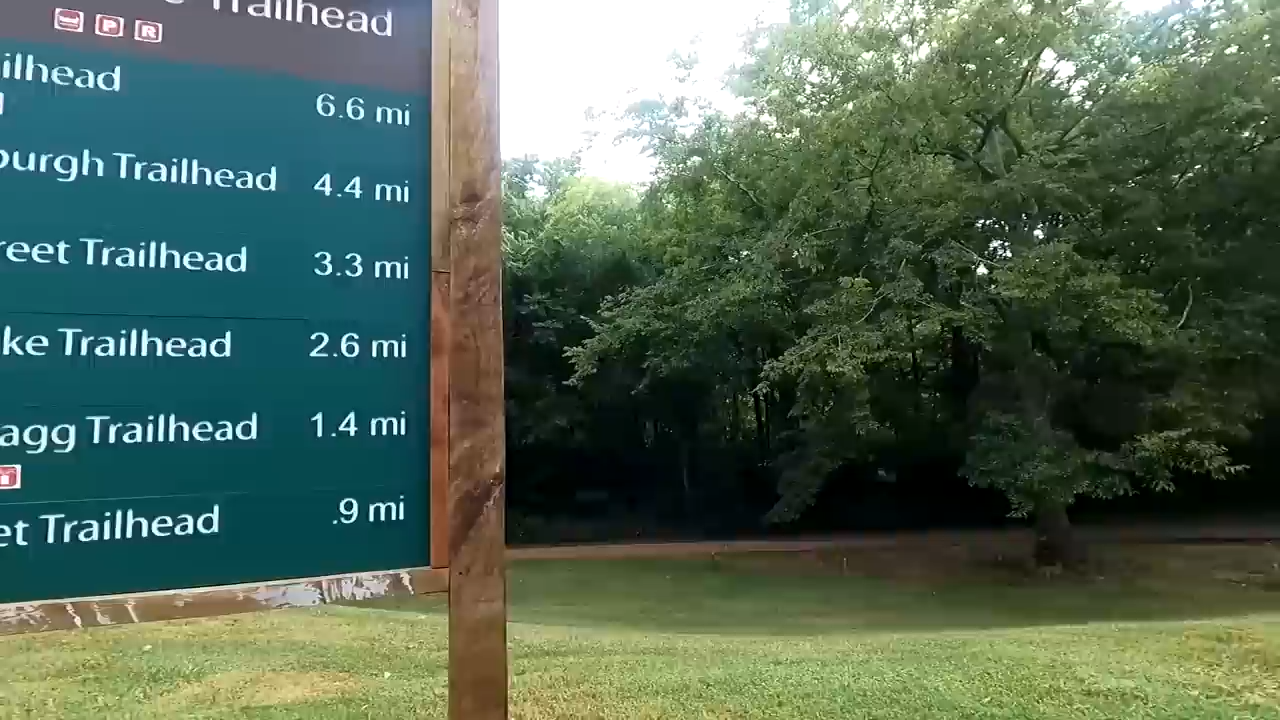 Trailhead
P R
ilhead 6.6 mi
burgh Trailhead 4.4 mi
reet Trailhead 3.3 mi
ke Trailhead 2.6 mi
agg Trailhead 1.4 mi
et Trailhead .9 mi